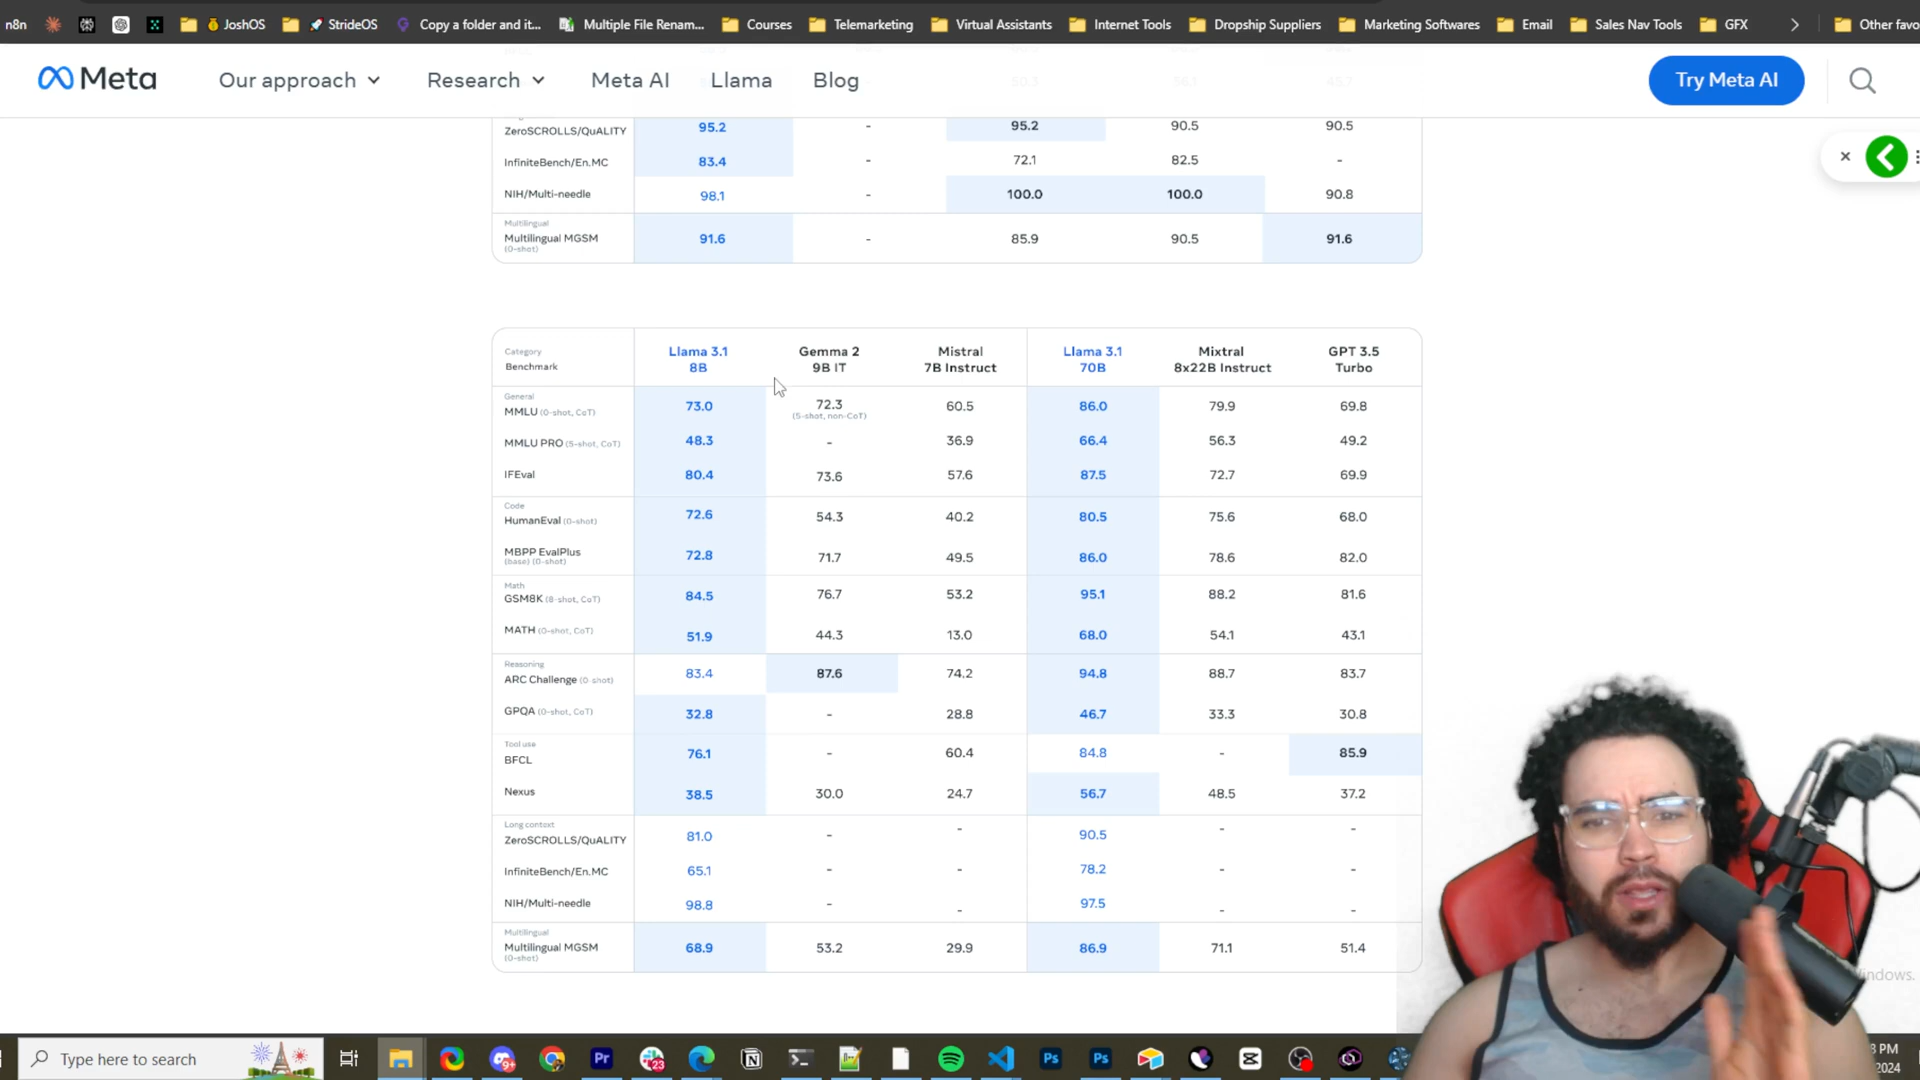 n8n JoshOS StrideOS Copy a folder and it... Multiple File Renam... Courses Telemarketing Virtual Assistants Internet Tools Dropship Suppliers Marketing Softwares Email Sales Nav Tools GFX Other favo
Meta Our approach Research Meta AI Llama Blog Try Meta AI
ZeroSCROLLS/QuALITY 95.2 - 95.2 90.5 90.5
InfiniteBench/En.MC 83.4 - 72.1 82.5 -
NIH/Multi-needle 98.1 - 100.0 100.0 90.8
Multilingual
Multilingual MGSM 91.6 - 85.9 90.5 91.6
(0-shot)
Category Llama 3.1 Gemma 2 Mistral Llama 3.1 Mixtral GPT 3.5
Benchmark 8B 9B IT 7B Instruct 70B 8x22B Instruct Turbo
General
MMLU (0-shot, CoT) 73.0 72.3 60.5 86.0 79.9 69.8
(5-shot, non-CoT)
MMLU PRO (5-shot, CoT) 48.3 - 36.9 66.4 56.3 49.2
IFEval 80.4 73.6 57.6 87.5 72.7 69.9
Code
HumanEval (0-shot) 72.6 54.3 40.2 80.5 75.6 68.0
MBPP EvalPlus 72.8 71.7 49.5 86.0 78.6 82.0
(base) (0-shot)
Math
GSM8K (8-shot, CoT) 84.5 76.7 53.2 95.1 88.2 81.6
MATH (0-shot, CoT) 51.9 44.3 13.0 68.0 54.1 43.1
Reasoning
ARC Challenge (0-shot) 83.4 87.6 74.2 94.8 88.7 83.7
GPQA (0-shot, CoT) 32.8 - 28.8 46.7 33.3 30.8
Tool use
BFCL 76.1 - 60.4 84.8 - 85.9
Nexus 38.5 30.0 24.7 56.7 48.5 37.2
Long context
ZeroSCROLLS/QuALITY 81.0 - - 90.5 - -
InfiniteBench/En.MC 65.1 - - 78.2 - -
NIH/Multi-needle 98.8 - - 97.5 - -
Multilingual
Multilingual MGSM 68.9 53.2 29.9 86.9 71.1 51.4
(0-shot)
indows.
Type here to search Pr 23 Ps Ps PM
2024